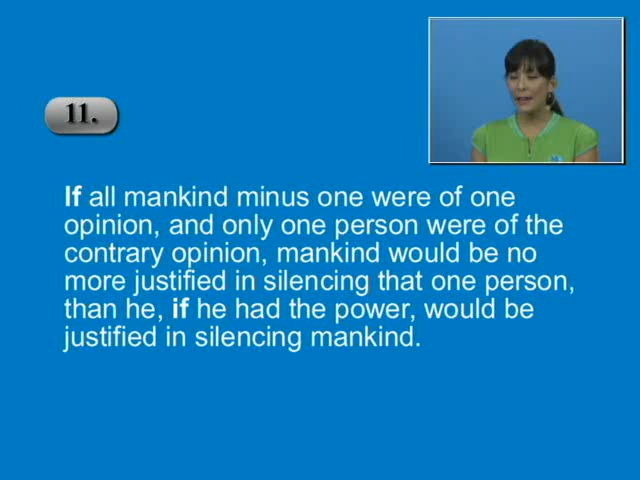 11.
If all mankind minus one were of one
opinion, and only one person were of the
contrary opinion, mankind would be no
more justified in silencing that one person,
than he, if he had the power, would be
justified in silencing mankind.